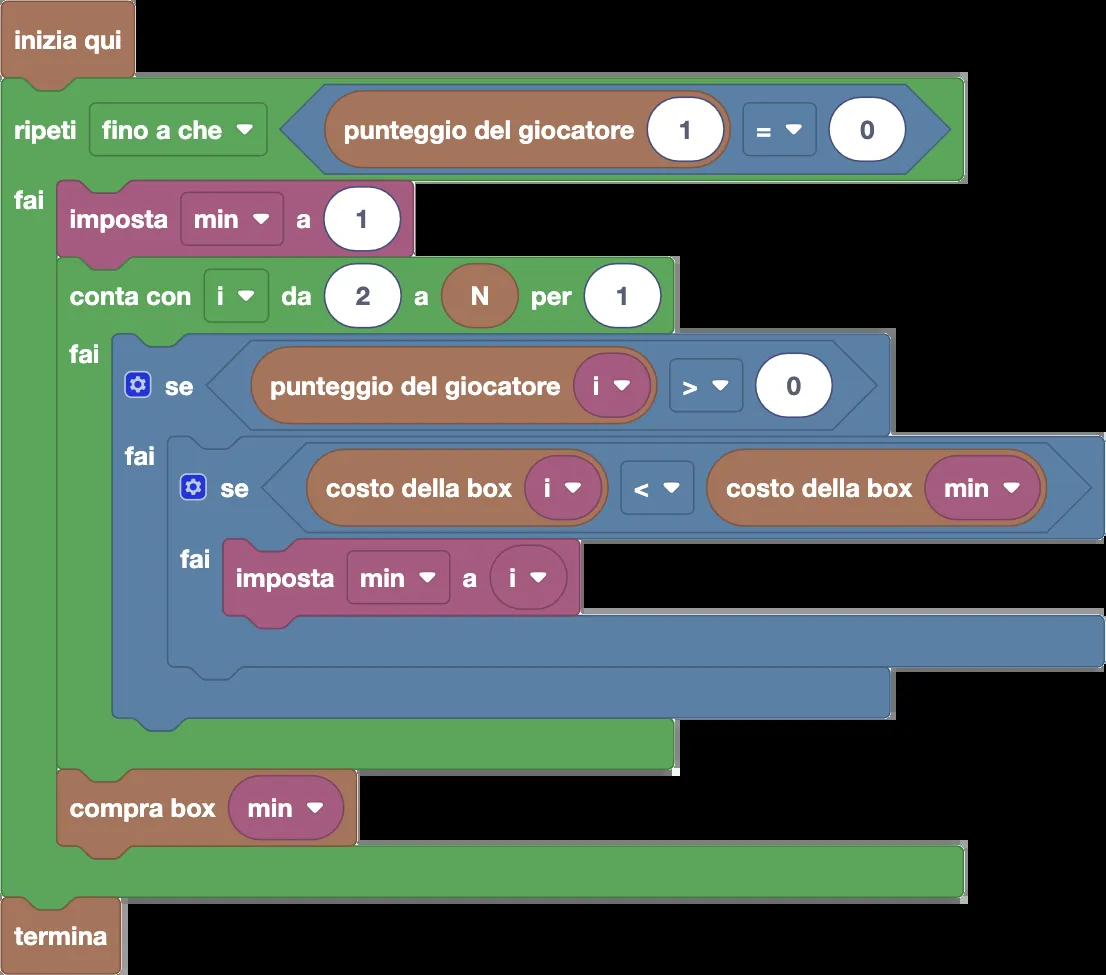 inizia qui
ripeti fino a che punteggio del giocatore 1 = 0
fai imposta min a 1
conta con i da 2 a N per 1
fai se punteggio del giocatore i > 0
fai se costo della box i < costo della box min
fai imposta min a i
compra box min
termina